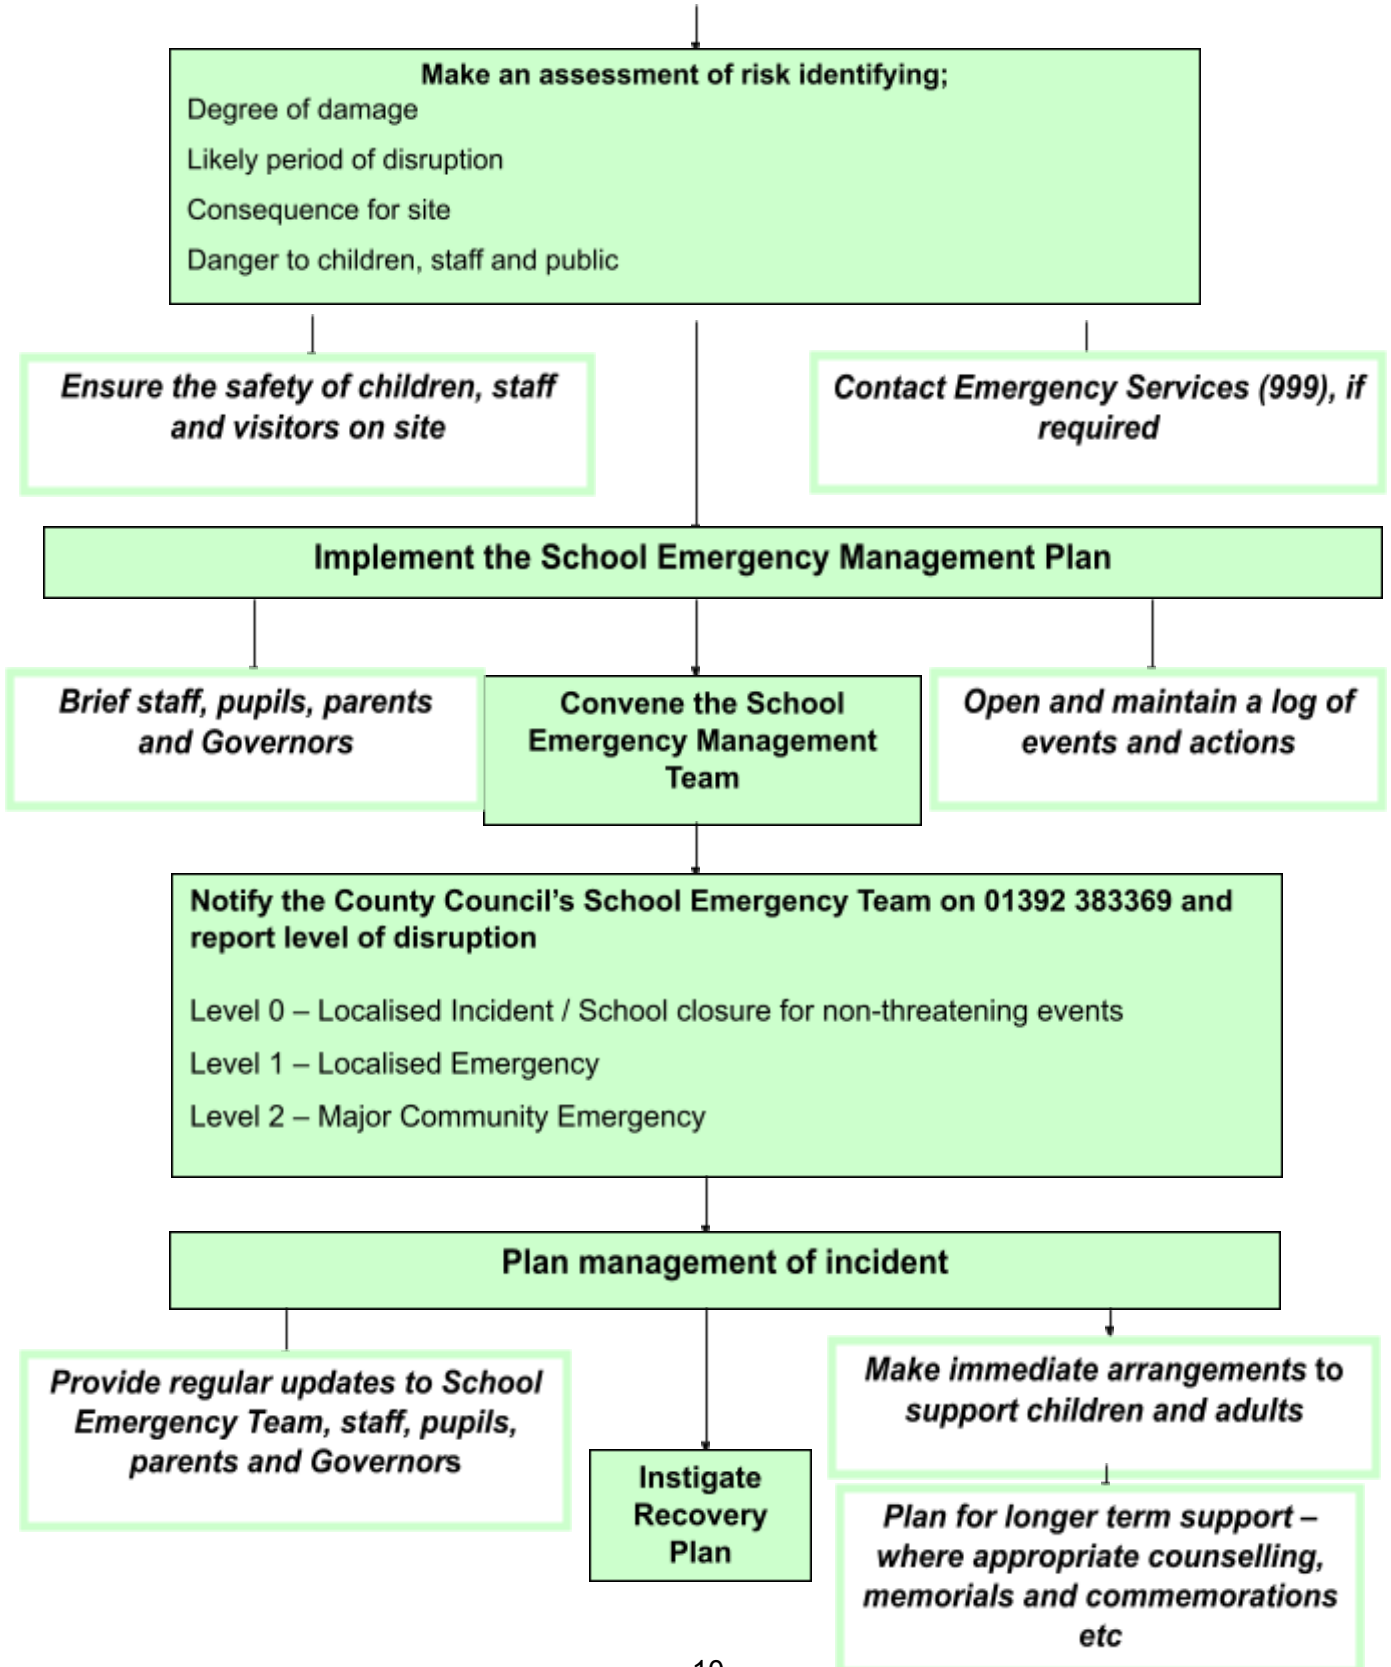 Make an assessment of risk identifying;
Degree of damage
Likely period of disruption
Consequence for site
Danger to children, staff and public
Ensure the safety of children, staff
and visitors on site
Contact Emergency Services (999), if
required
Implement the School Emergency Management Plan
Brief staff, pupils, parents
and Governors
Convene the School
Emergency Management
Team
Open and maintain a log of
events and actions
Notify the County Council’s School Emergency Team on 01392 383369 and
report level of disruption
Level 0 – Localised Incident / School closure for non-threatening events
Level 1 – Localised Emergency
Level 2 – Major Community Emergency
Plan management of incident
Provide regular updates to School
Emergency Team, staff, pupils,
parents and Governors
Instigate
Recovery
Plan
Make immediate arrangements to
support children and adults
Plan for longer term support –
where appropriate counselling,
memorials and commemorations
etc